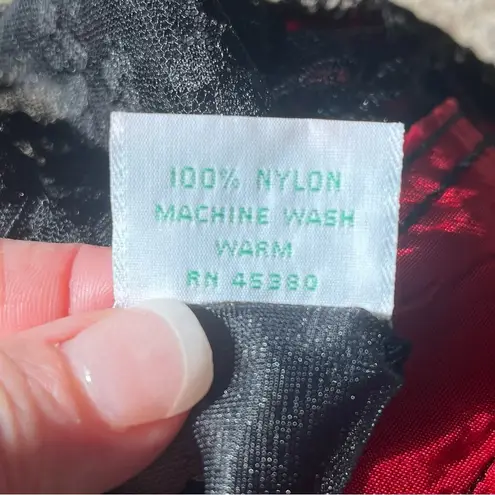 100% NYLON
MACHINE WASH
WARM
RN 45380